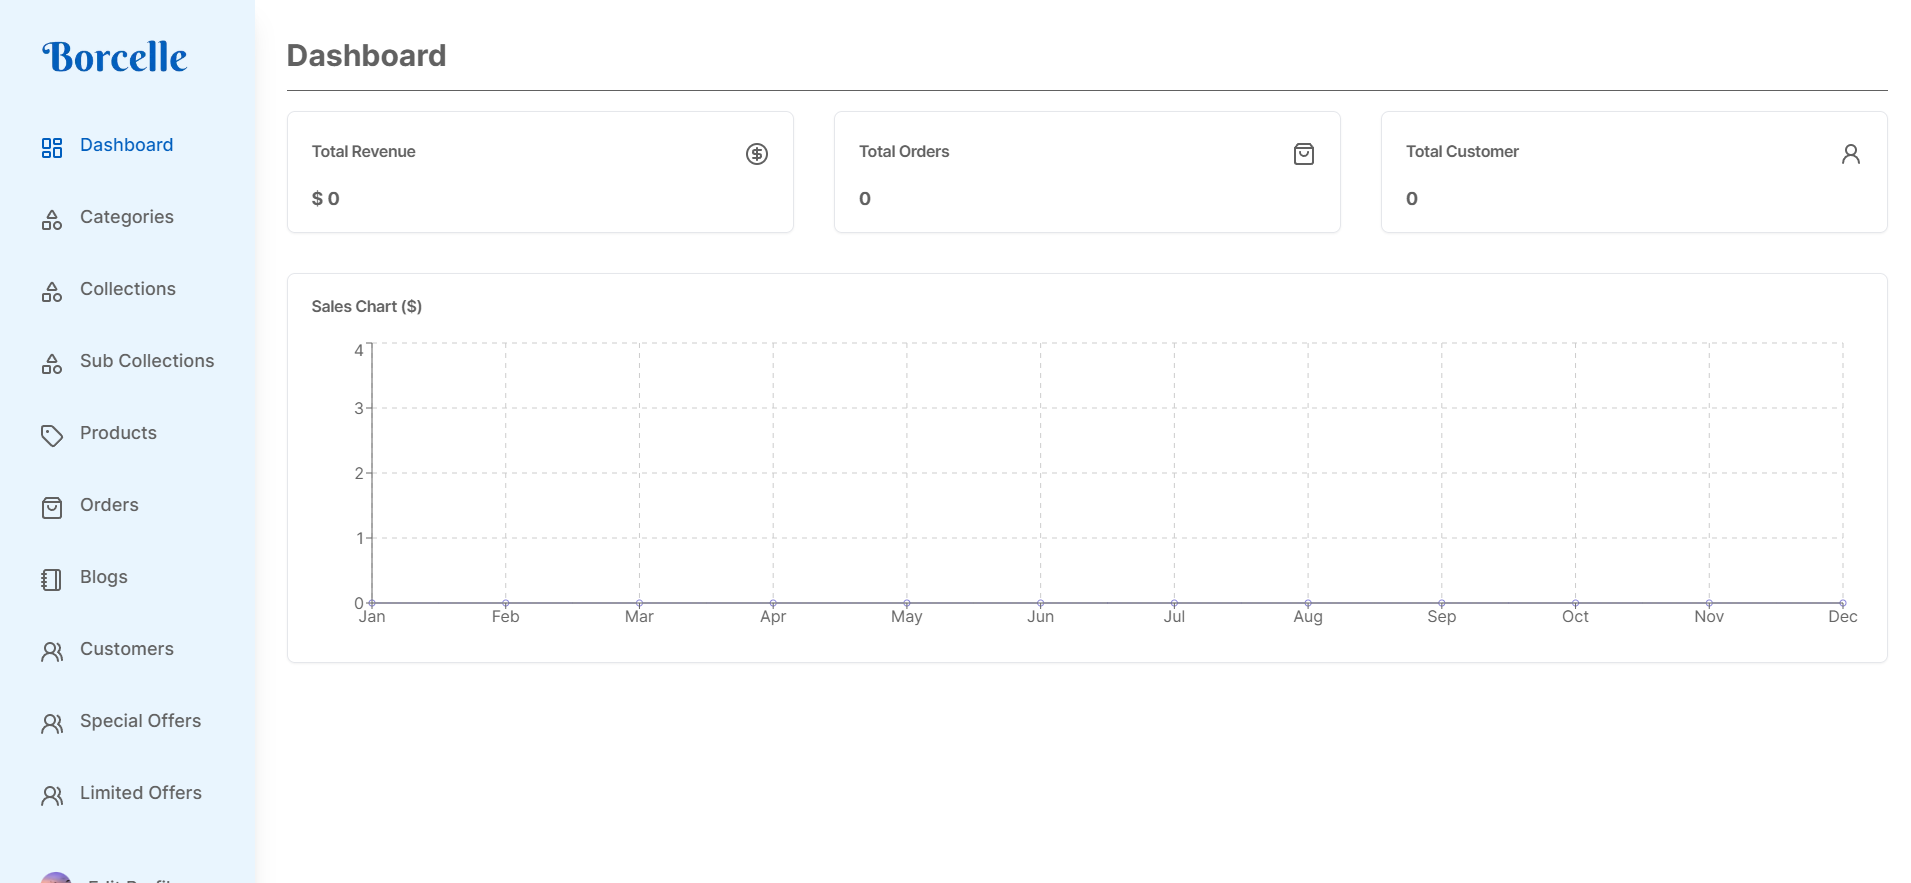 Borcelle
Dashboard
Categories
Collections
Sub Collections
Products
Orders
Blogs
Customers
Special Offers
Limited Offers
Dashboard
Total Revenue
$ 0
Total Orders
0
Total Customer
0
Sales Chart ($)
4
3
2
1
0
Jan Feb Mar Apr May Jun Jul Aug Sep Oct Nov Dec